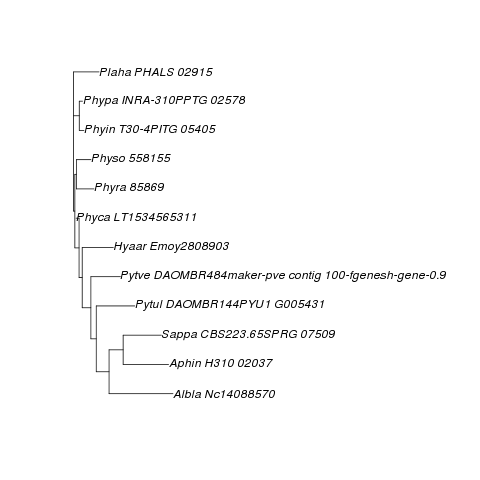 Plaha PHALS 02915
Phypa INRA-310PPTG 02578
Phyin T30-4PITG 05405
Physo 558155
Phyra 85869
Phyca LT1534565311
Hyaar Emoy2808903
Pytve DAOMBR484maker-pve contig 100-fgenesh-gene-0.9
Pytul DAOMBR144PYU1 G005431
Sappa CBS223.65SPRG 07509
Aphin H310 02037
Albla Nc14088570